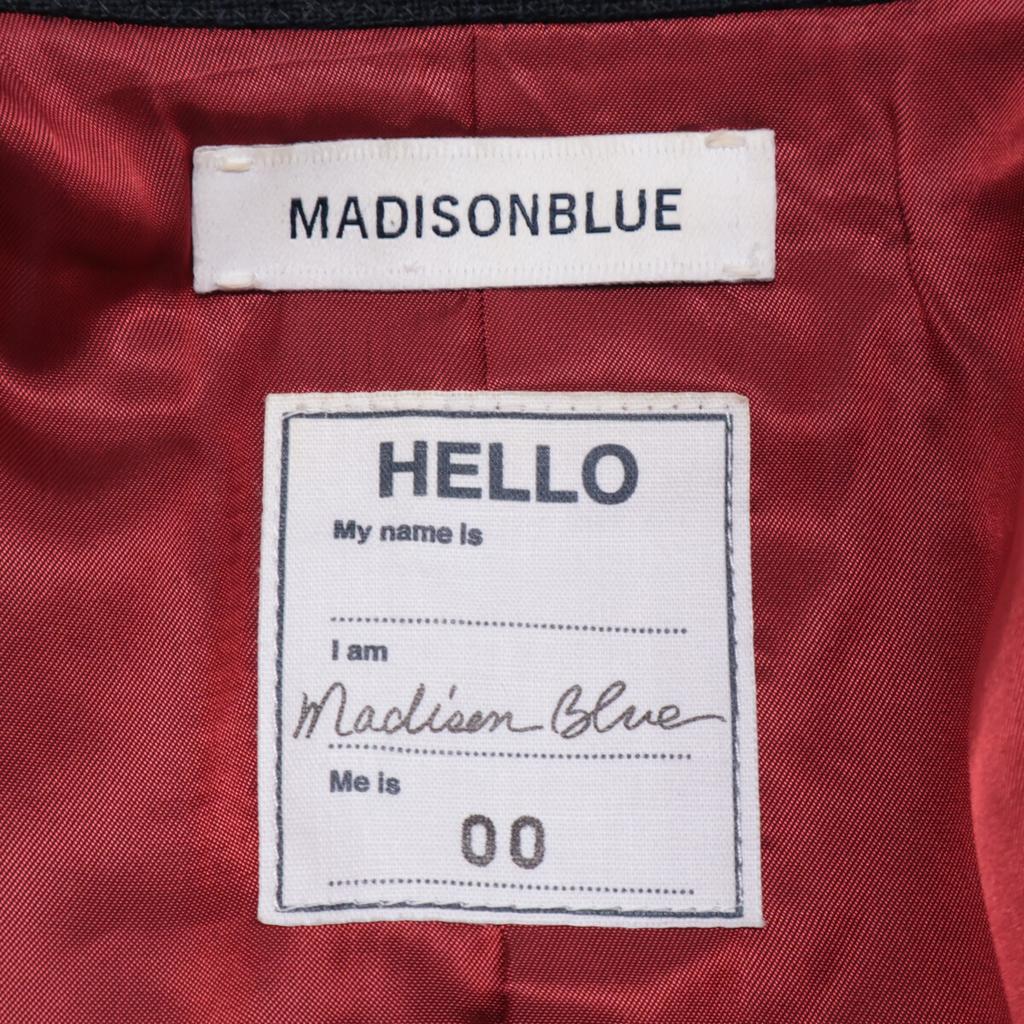 MADISONBLUE
HELLO
My name is
I am
Madison Blue
Me is
00